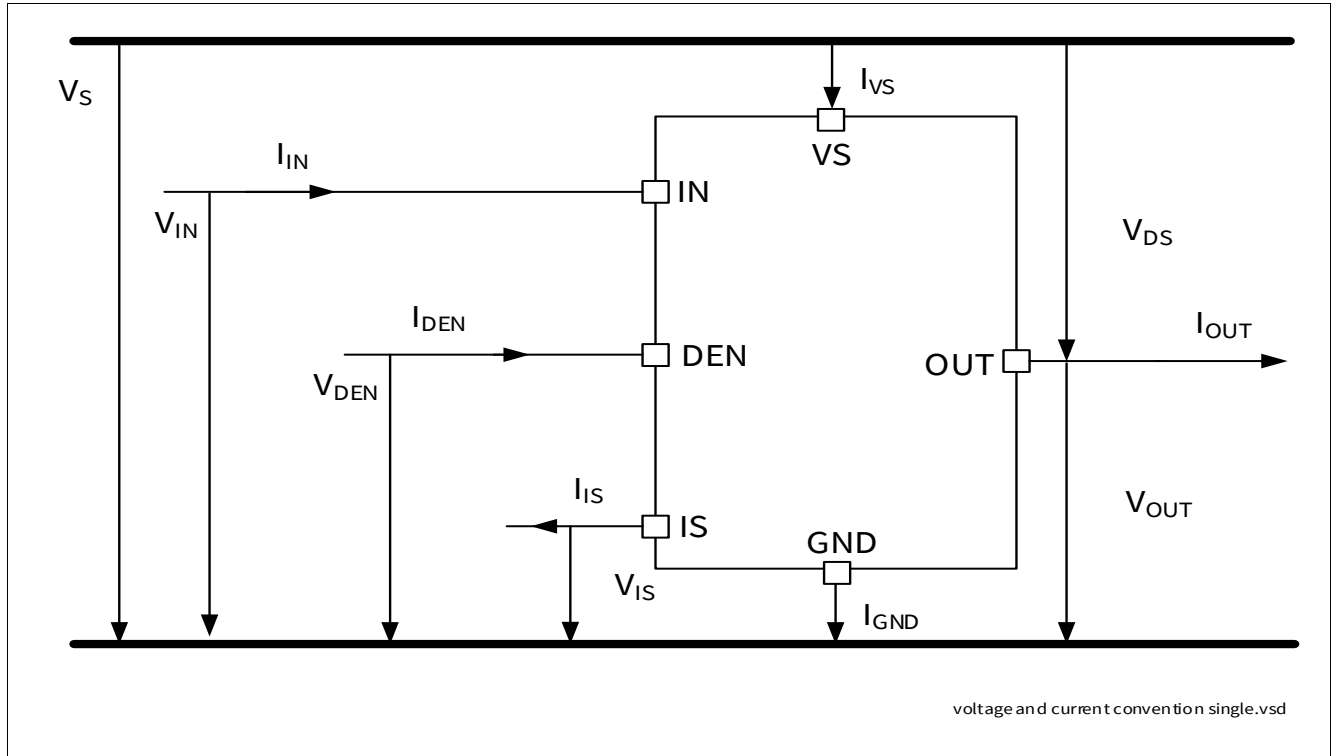 V_S
I_VS
VS
I_IN
IN
V_IN
V_DS
I_DEN
I_OUT
DEN
OUT
V_DEN
I_IS
V_OUT
IS
GND
V_IS
I_GND
voltage and current convention single.vsd